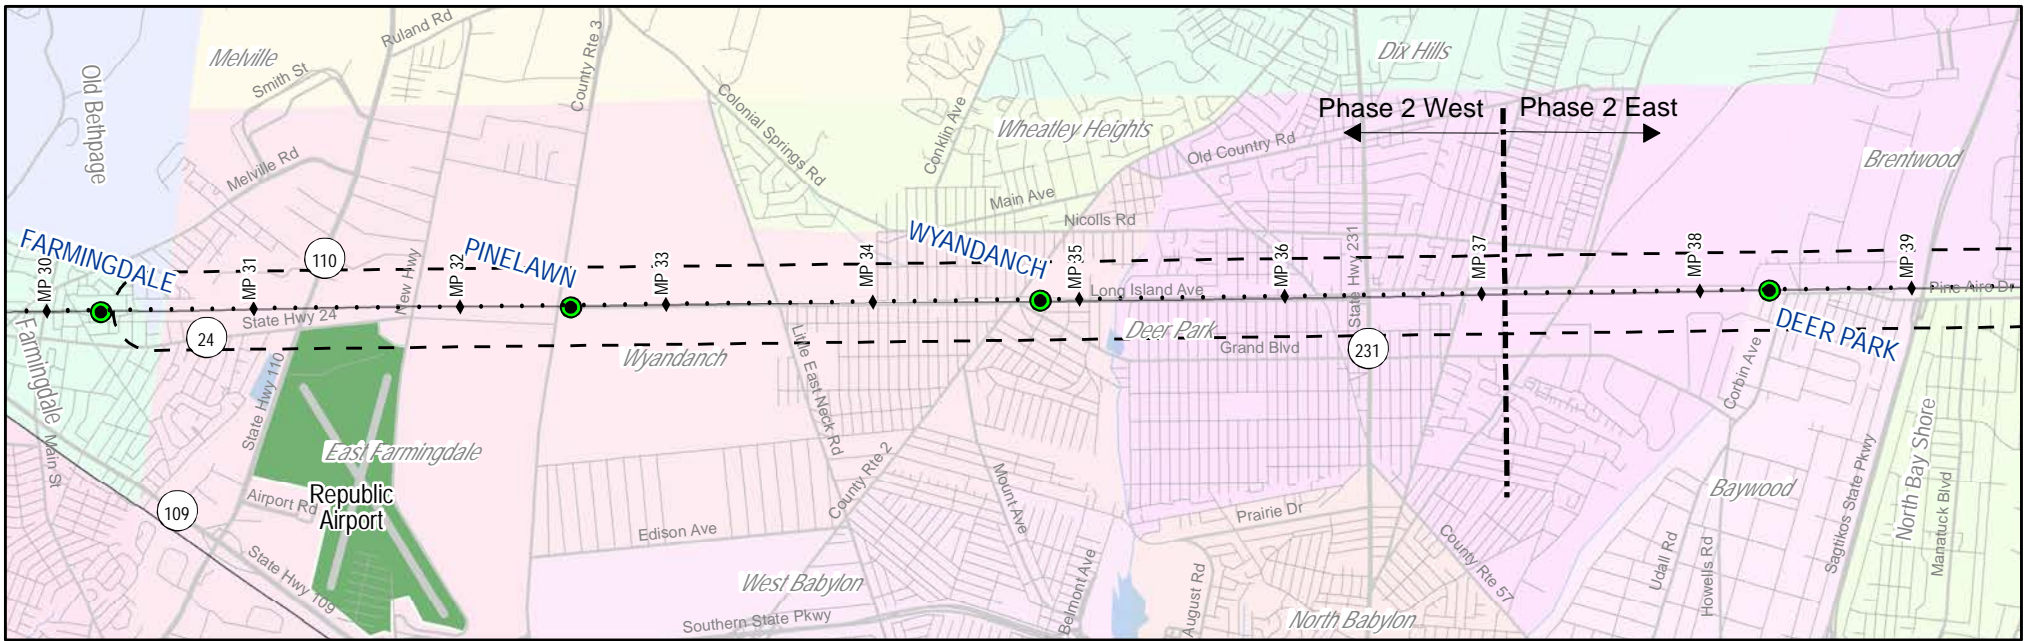 Melville
Ruland Rd
County Rte 3
Dix Hills
Old Bethpage
Smith St
Colonial Springs Rd
Conklin Ave
Wheatley Heights
Phase 2 West
Phase 2 East
Old Country Rd
Brentwood
Melville Rd
Main Ave
Nicolls Rd
FARMINGDALE
MP 30
MP 31
110
New Hwy
MP 32
PINELAWN
MP 33
MP 34
WYANDANCH
MP 35
MP 36
State Hwy 231
MP 37
MP 38
MP 39
Long Island Ave
Pine Aire Dr
State Hwy 24
24
Deer Park
DEER PARK
Farmingdale
Wyandanch
Grand Blvd
231
Little East Neck Rd
Corbin Ave
State Hwy 110
Main St
East Farmingdale
County Rte 2
Mount Ave
North Bay Shore
Sagtikos State Pkwy
Manatuck Blvd
Republic
Airport
Airport Rd
109
Baywood
Prairie Dr
Edison Ave
County Rte 57
Udall Rd
Howells Rd
State Hwy 109
West Babylon
Belmont Ave
August Rd
Southern State Pkwy
North Babylon